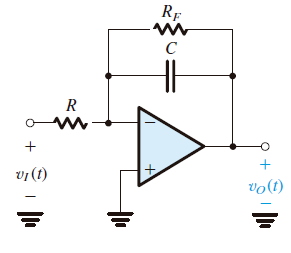 R_F
C
R
−
+
+
v_I(t)
−
+
v_O(t)
−